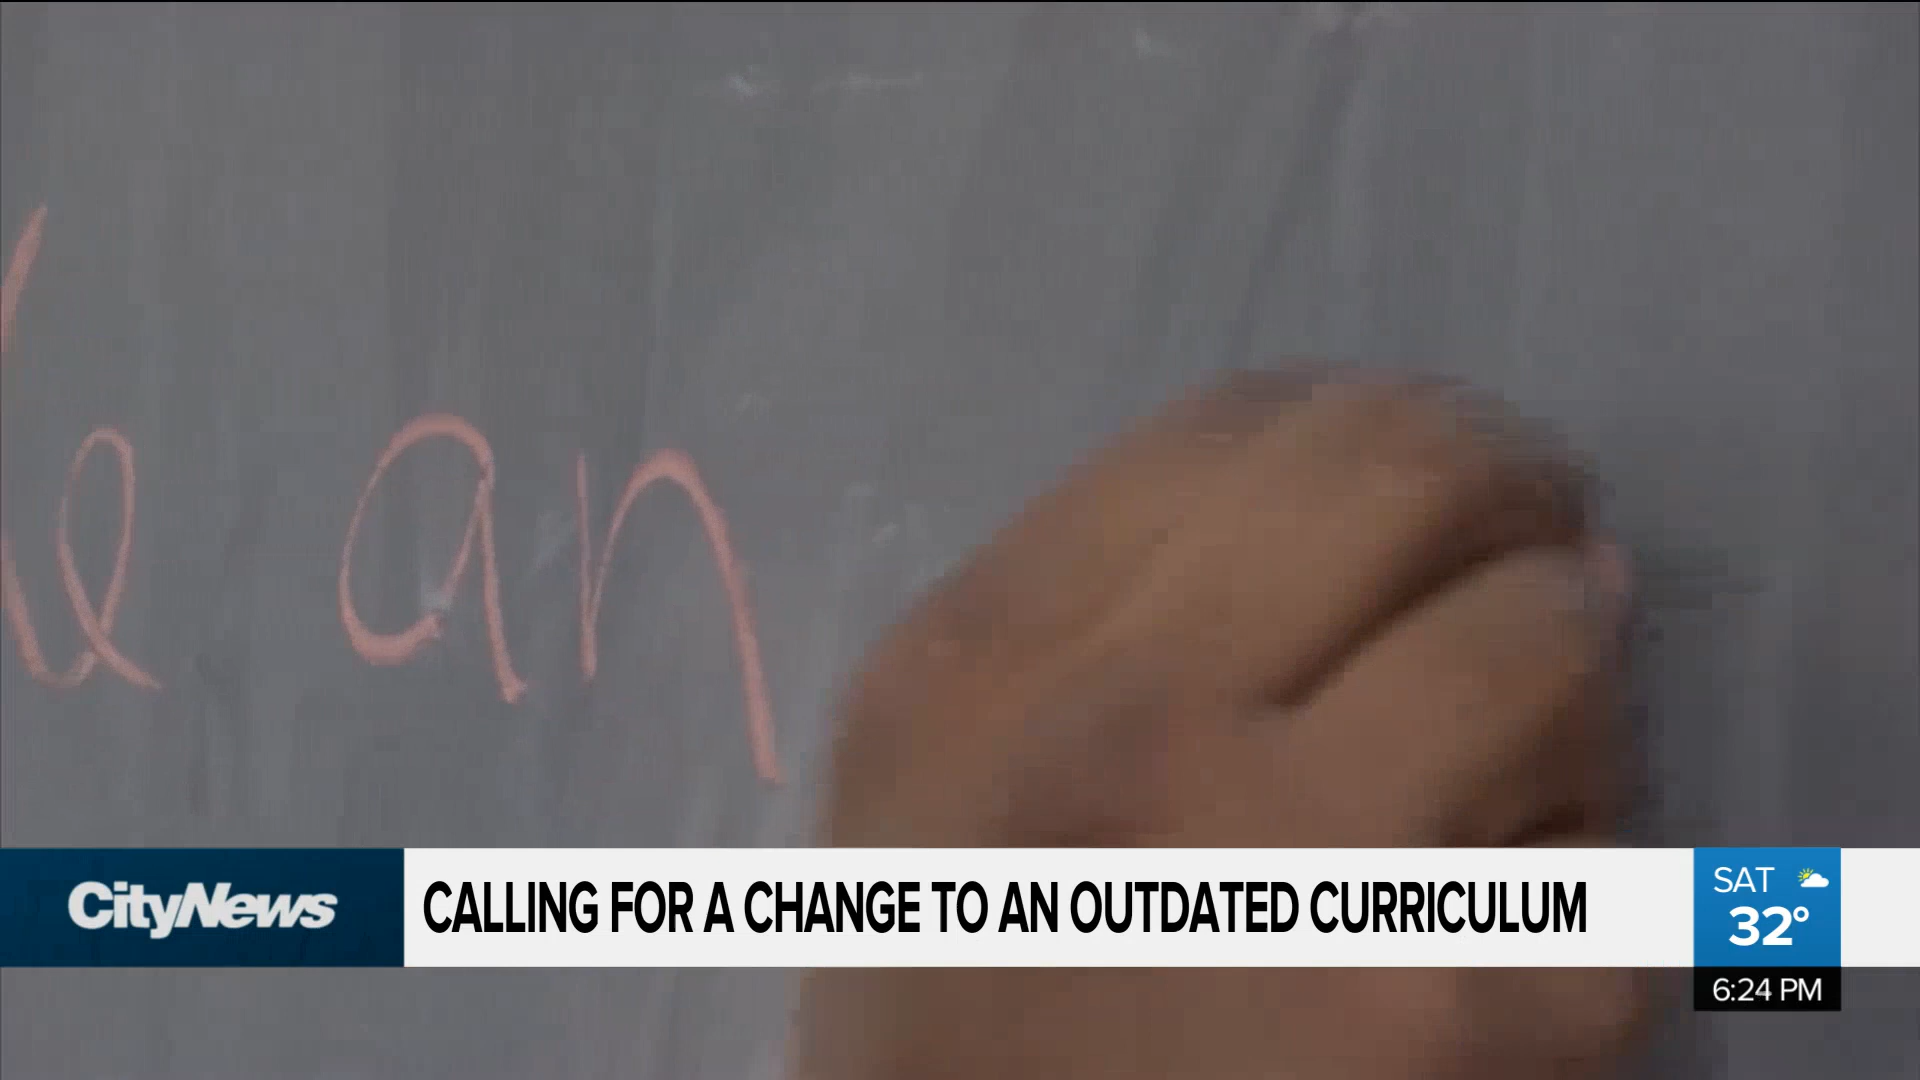 e an
CityNews
CALLING FOR A CHANGE TO AN OUTDATED CURRICULUM
SAT
32°
6:24 PM